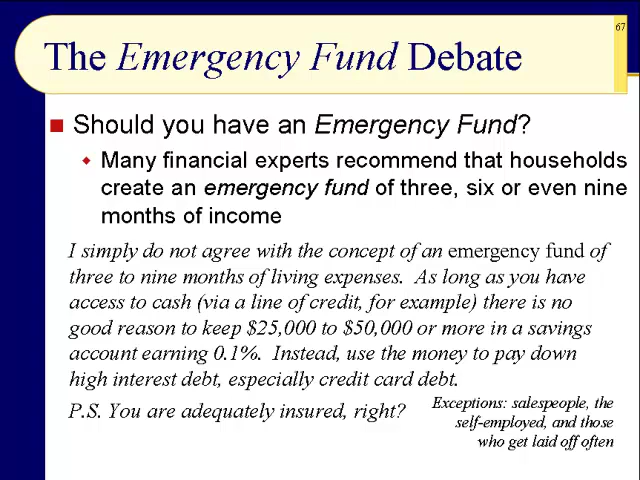 67
The Emergency Fund Debate
Should you have an Emergency Fund?
Many financial experts recommend that households
create an emergency fund of three, six or even nine
months of income
I simply do not agree with the concept of an emergency fund of
three to nine months of living expenses.  As long as you have
access to cash (via a line of credit, for example) there is no
good reason to keep $25,000 to $50,000 or more in a savings
account earning 0.1%.  Instead, use the money to pay down
high interest debt, especially credit card debt.
P.S. You are adequately insured, right?
Exceptions: salespeople, the
self-employed, and those
who get laid off often